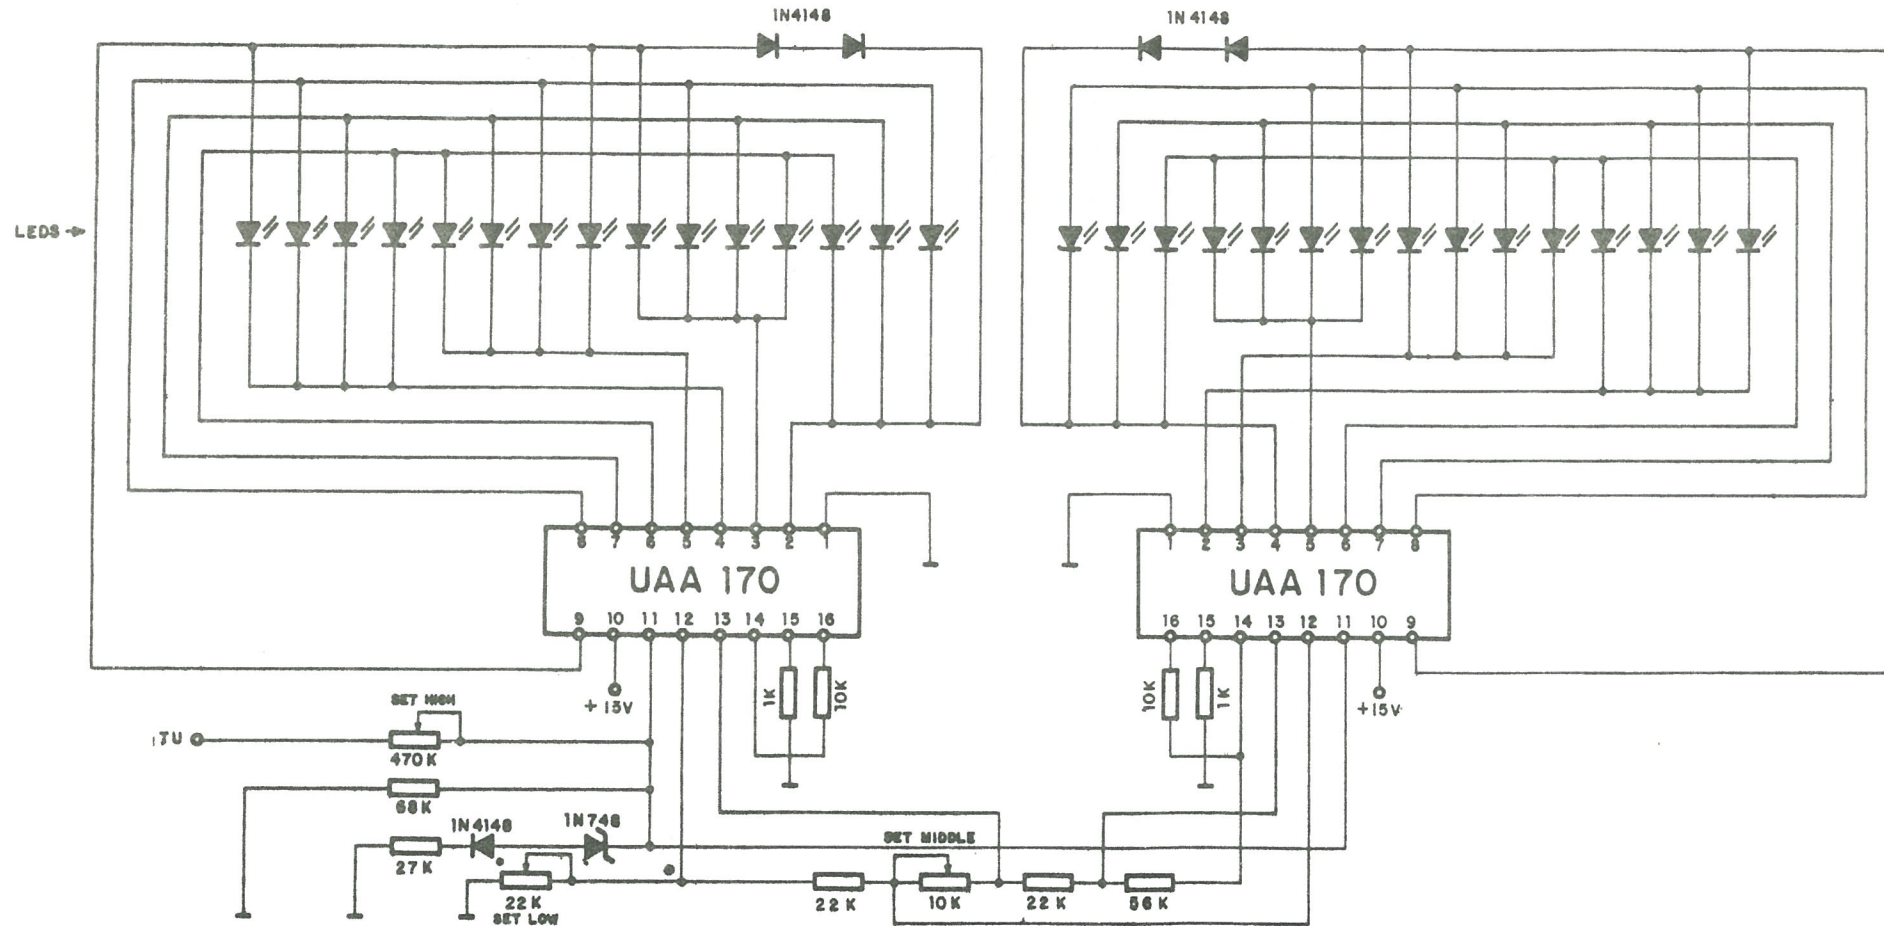 1N4148
1N4148
LEDS
8 7 6 5 4 3 2 1
1 2 3 4 5 6 7 8
UAA 170
UAA 170
9 10 11 12 13 14 15 16
16 15 14 13 12 11 10 9
+15V
1K
10K
10K
1K
+15V
SET HIGH
TU
470K
68K
1N4148
1N748
27K
SET MIDDLE
22K
SET LOW
22K
10K
22K
56K